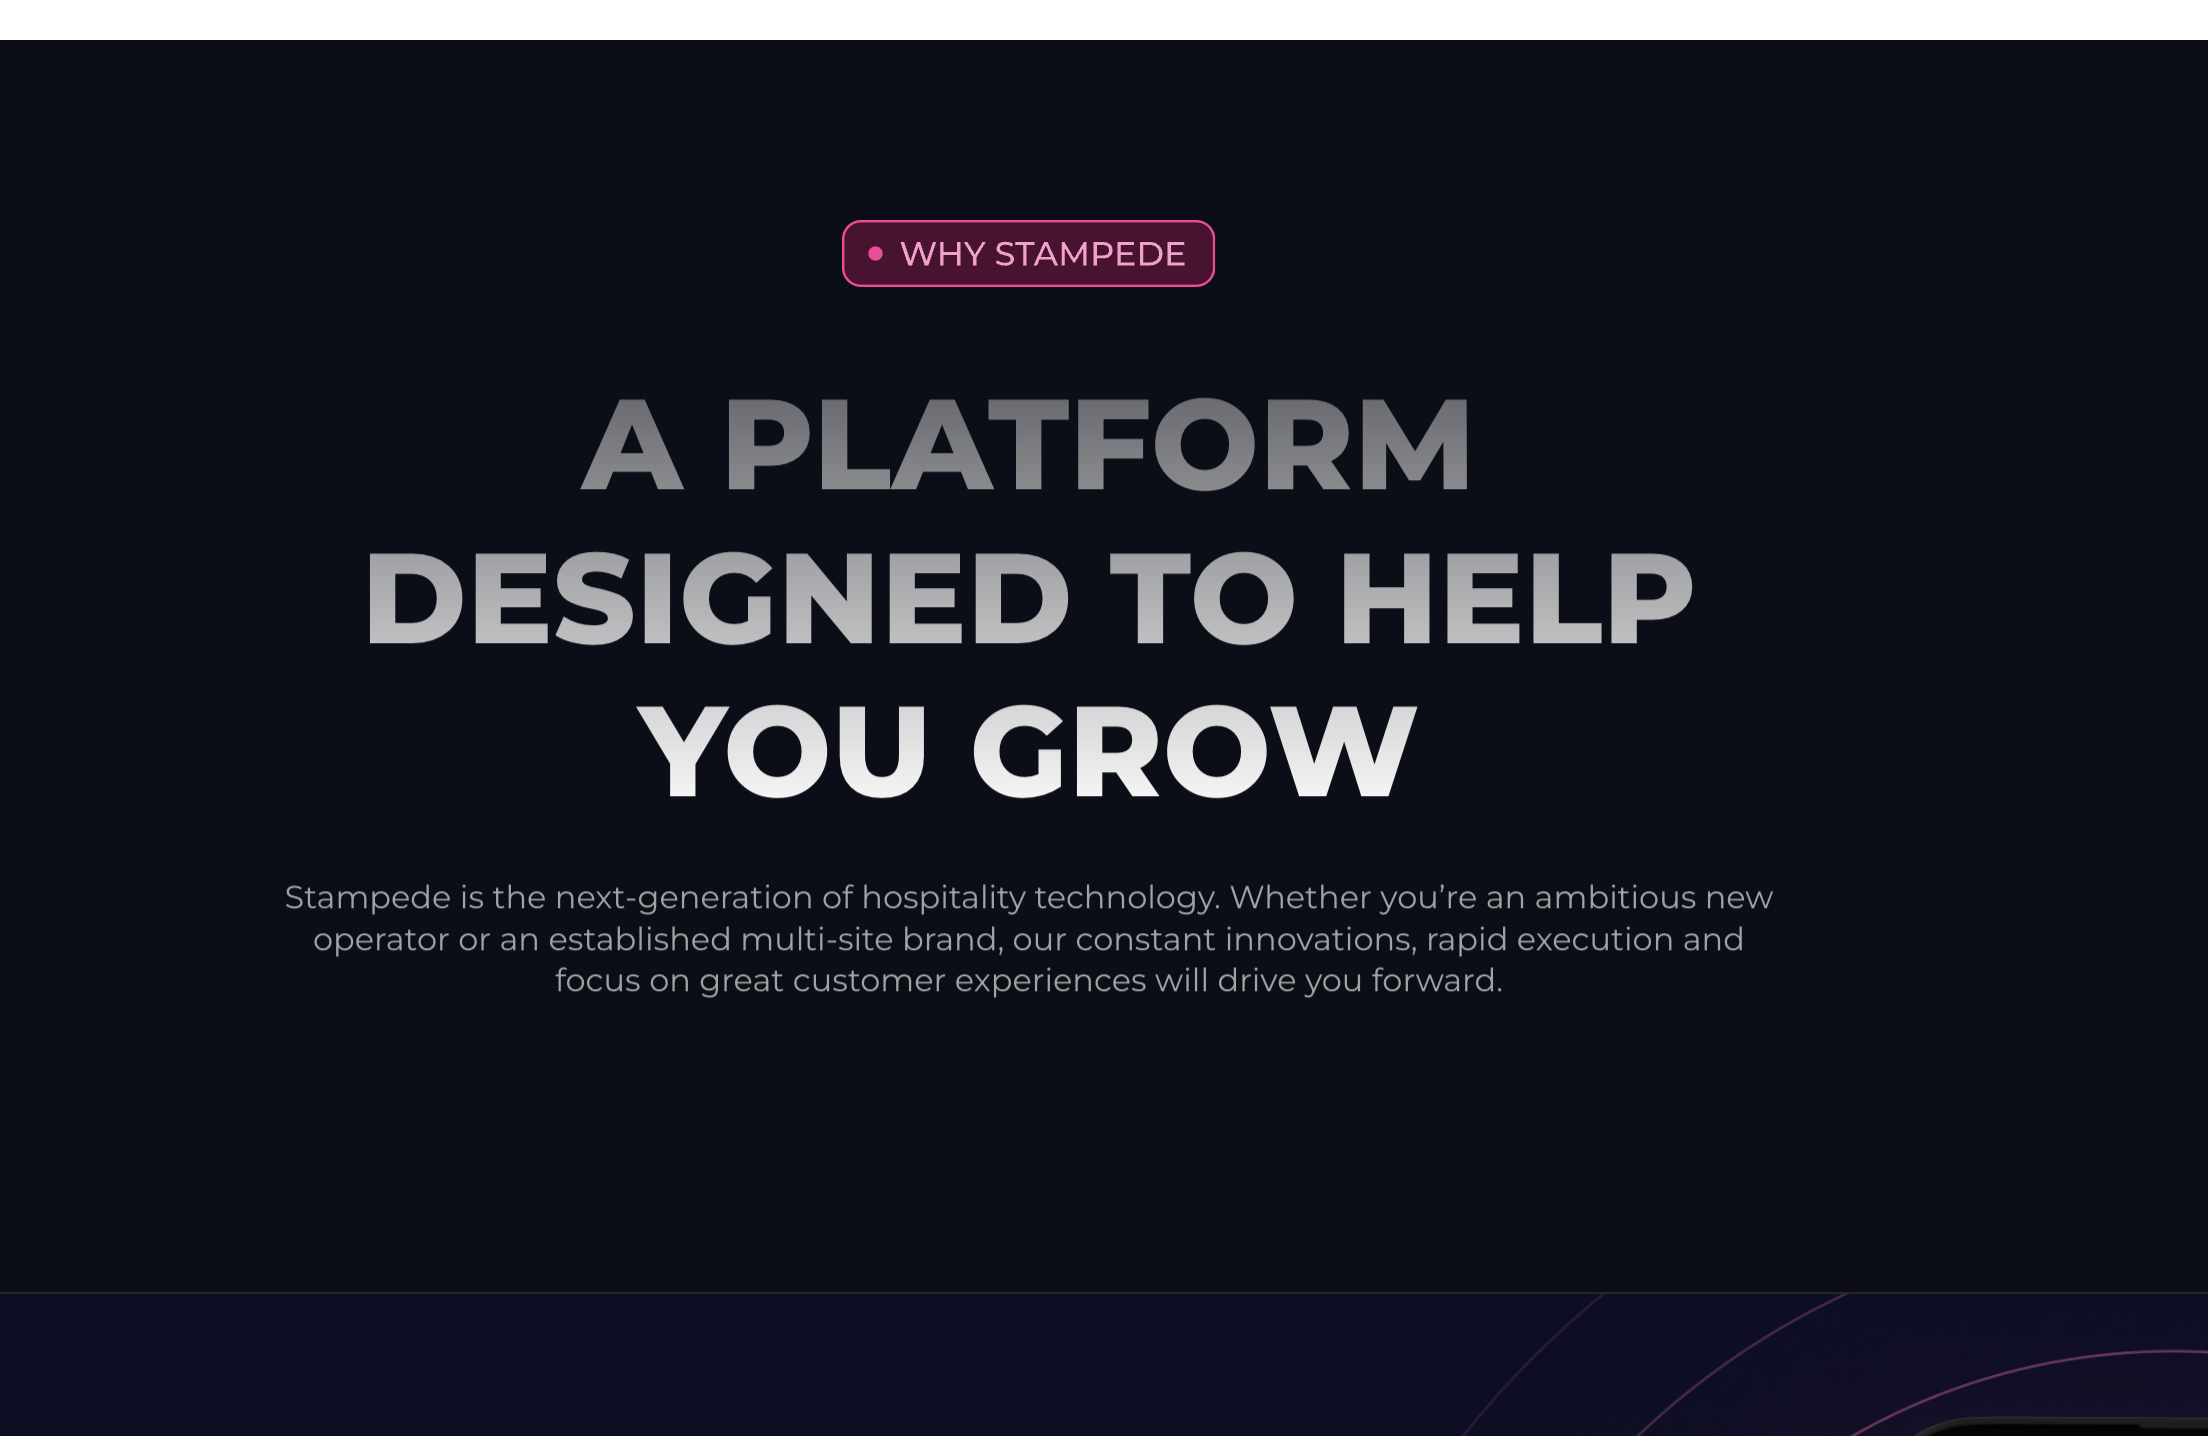 WHY STAMPEDE
A PLATFORM
DESIGNED TO HELP
YOU GROW
Stampede is the next-generation of hospitality technology. Whether you’re an ambitious new
operator or an established multi-site brand, our constant innovations, rapid execution and
focus on great customer experiences will drive you forward.